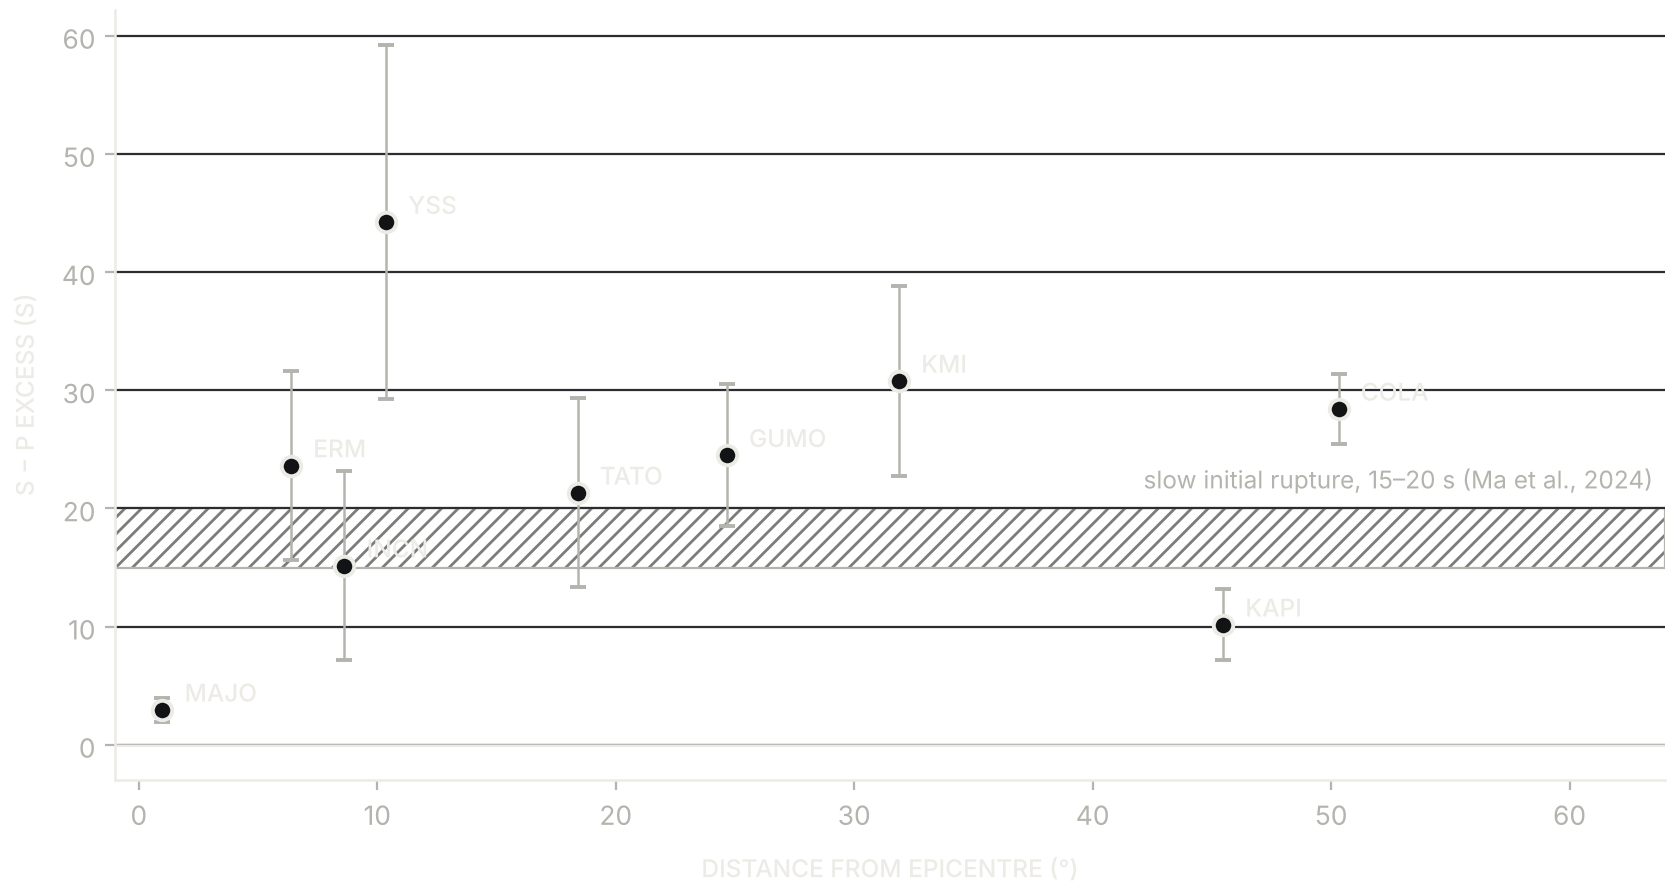 60
50
40
30
20
10
0
S – P EXCESS (S)
YSS
KMI
COLA
ERM
GUMO
TATO
slow initial rupture, 15–20 s (Ma et al., 2024)
INCN
KAPI
MAJO
0 10 20 30 40 50 60
DISTANCE FROM EPICENTRE (°)